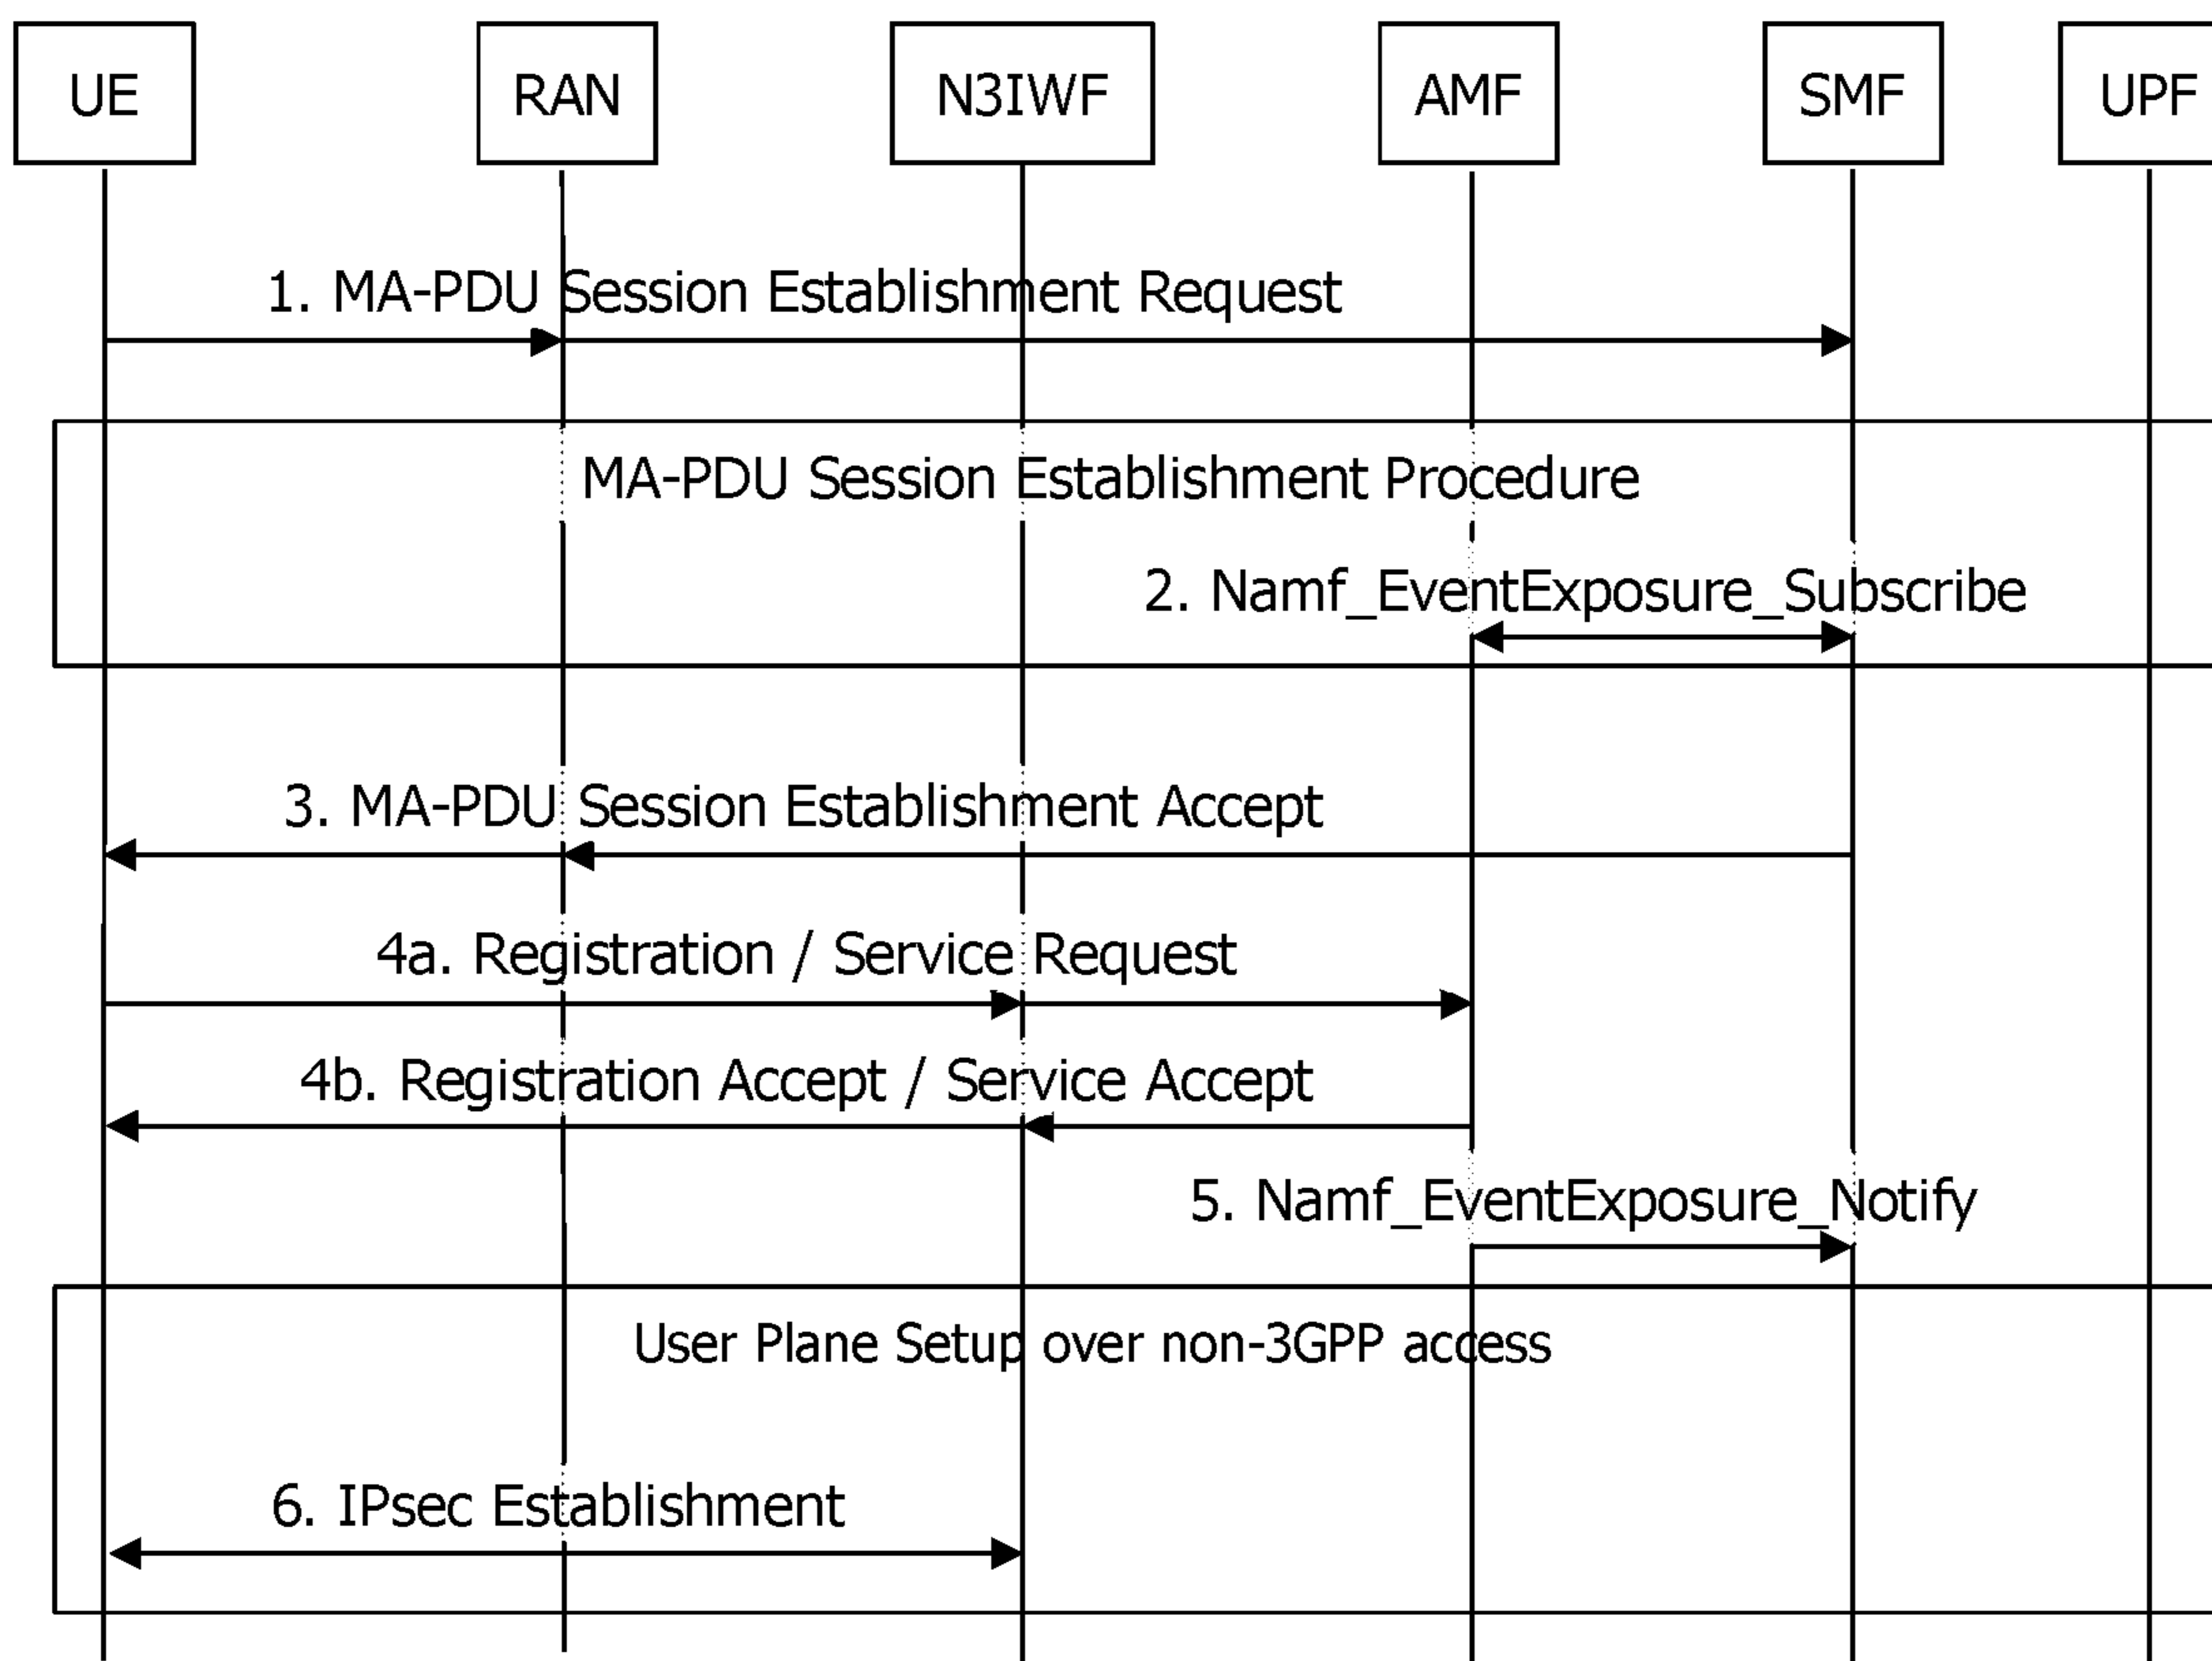 UE
RAN
N3IWF
AMF
SMF
UPF
1. MA-PDU Session Establishment Request
MA-PDU Session Establishment Procedure
2. Namf_EventExposure_Subscribe
3. MA-PDU Session Establishment Accept
4a. Registration / Service Request
4b. Registration Accept / Service Accept
5. Namf_EventExposure_Notify
User Plane Setup over non-3GPP access
6. IPsec Establishment